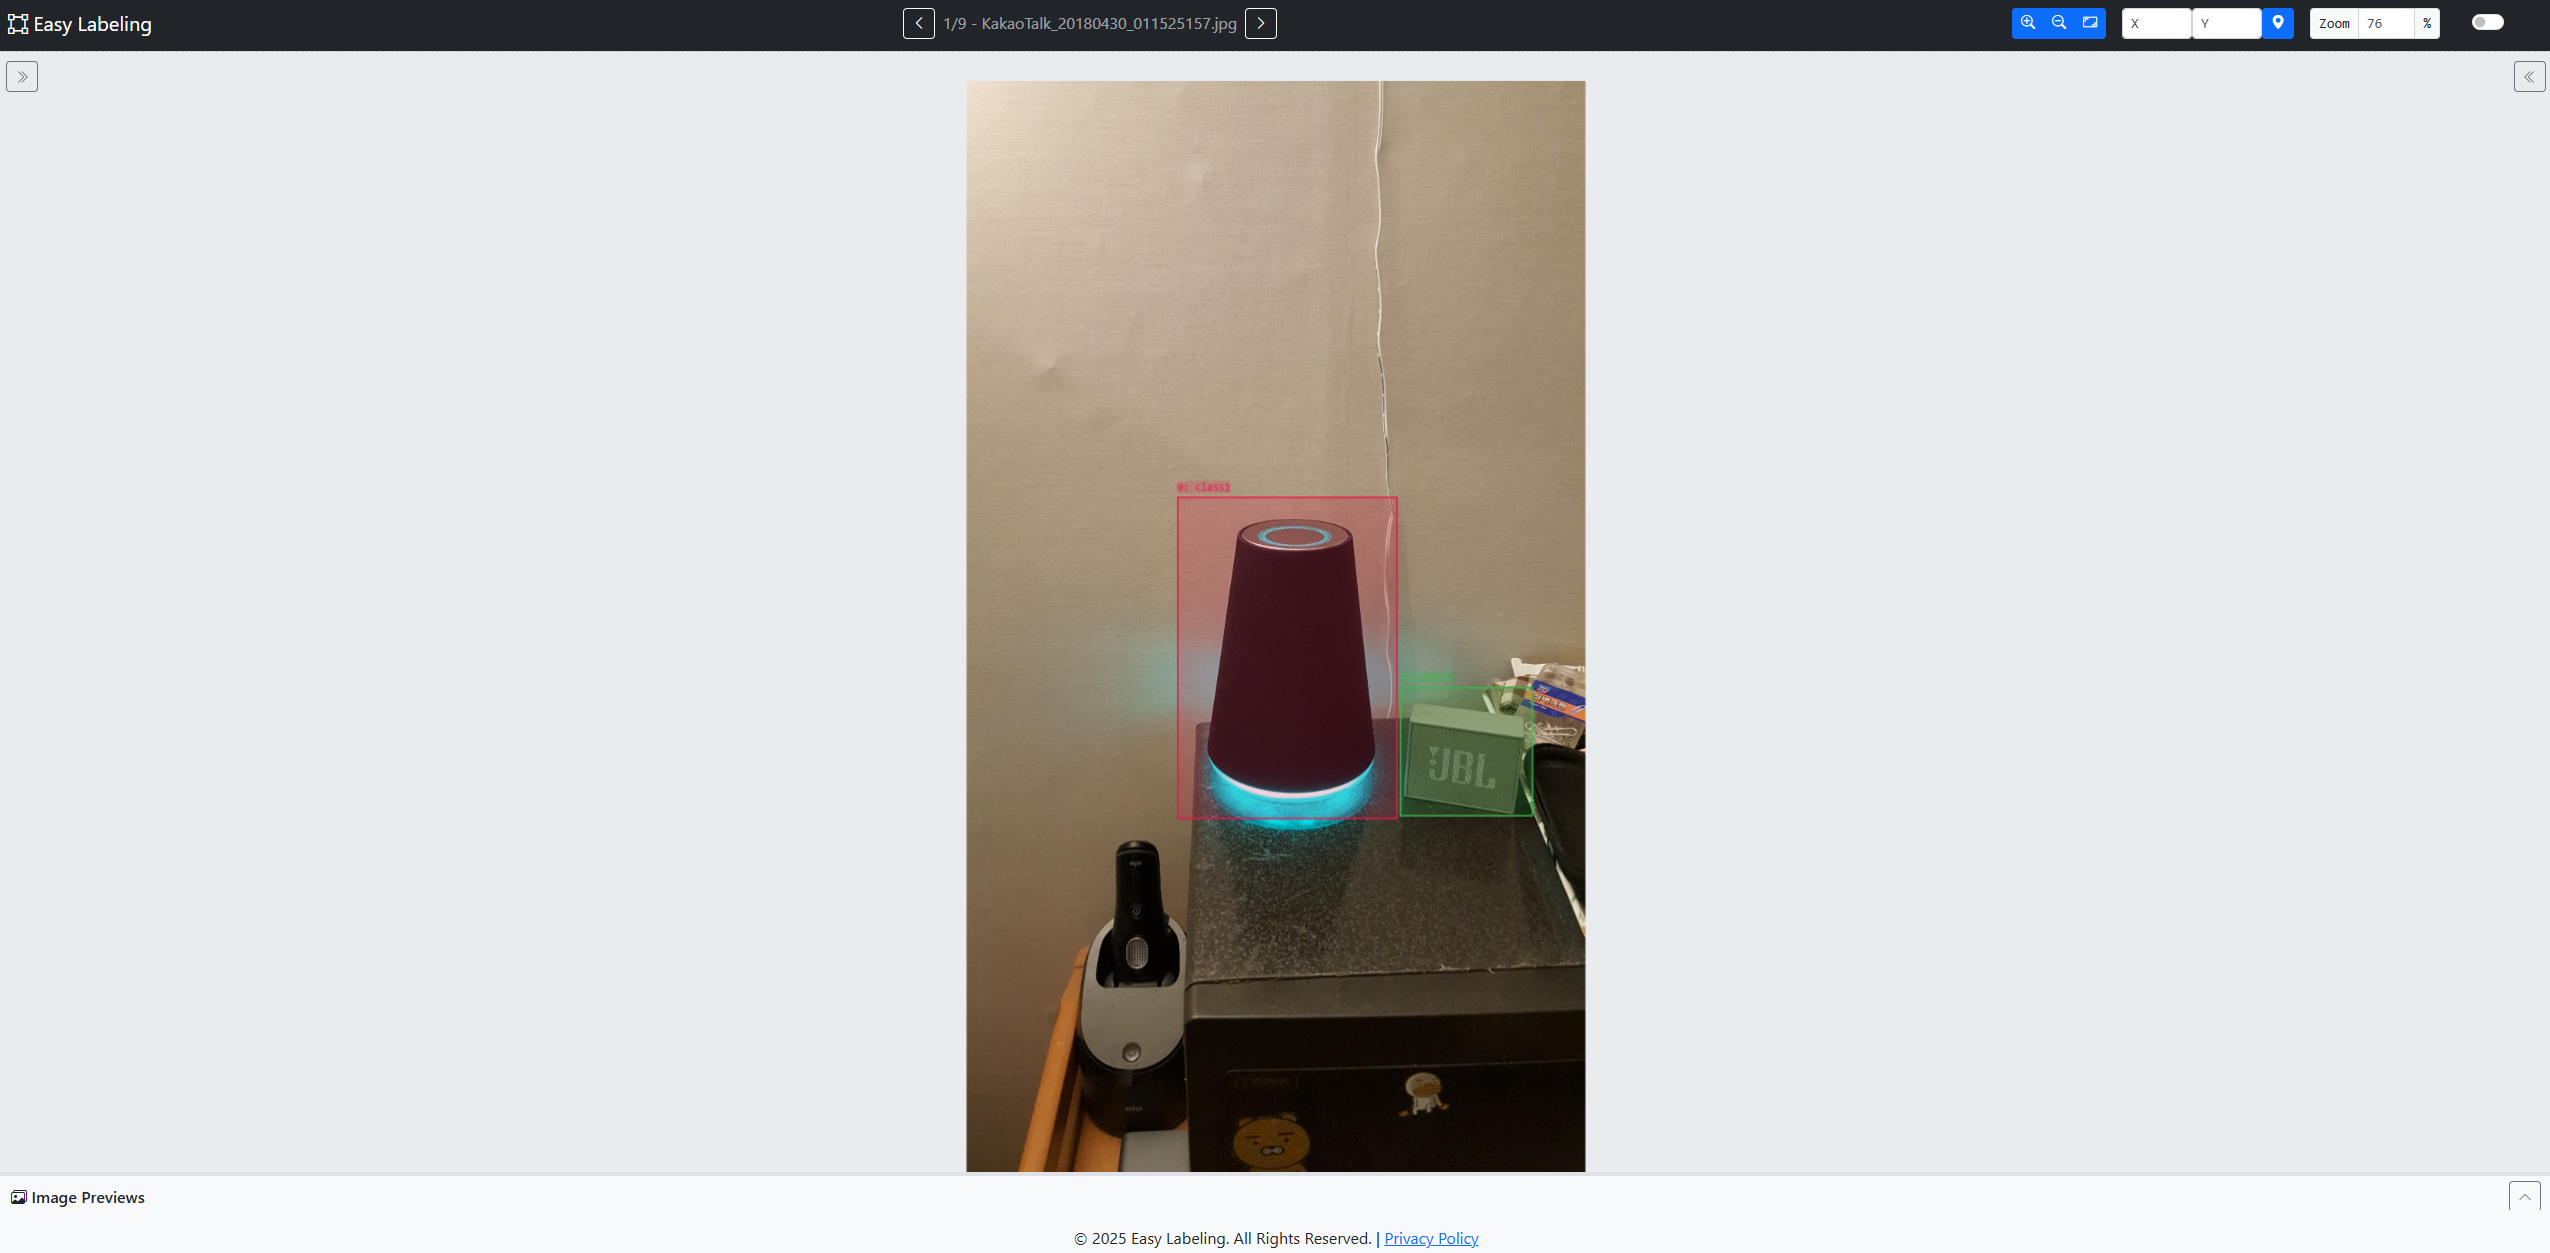 Easy Labeling
1/9 - KakaoTalk_20180430_011525157.jpg
X
Y
Zoom
76
%
0: class1
JBL
TANK
Image Previews
© 2025 Easy Labeling. All Rights Reserved. | Privacy Policy